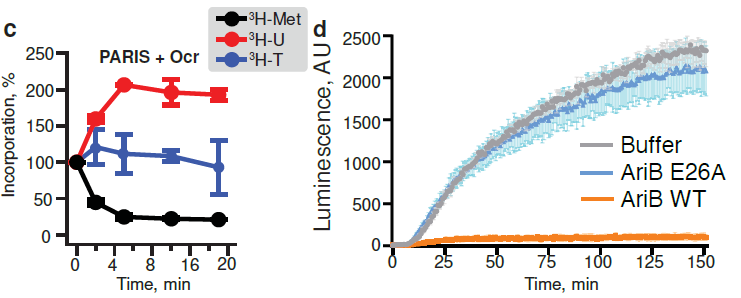 c
PARIS + Ocr
³H-Met
³H-U
³H-T
Incorporation, %
250
200
150
100
50
0
0 4 8 12 16 20
Time, min
d
Luminescence, AU
2500
2000
1500
1000
500
0
Buffer
AriB E26A
AriB WT
0 25 50 75 100 125 150
Time, min